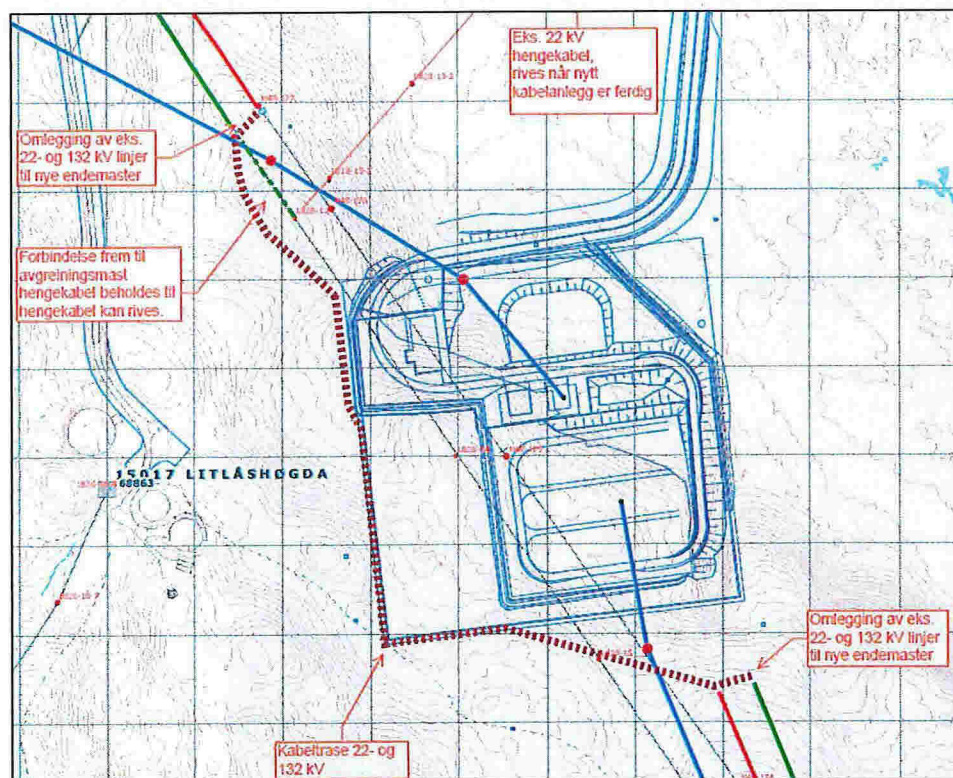 Eks. 22 kV
hengekabel,
rives når nytt
kabelanlegg er ferdig
Omlegging av eks.
22- og 132 kV linjer
til nye endemaster
Forbindelse frem til
avgreiningsmast
hengekabel beholdes til
hengekabel kan rives.
15017 LITLÅSHØGDA
68863
Omlegging av eks.
22- og 132 kV linjer
til nye endemaster
Kabeltrase 22- og
132 kV